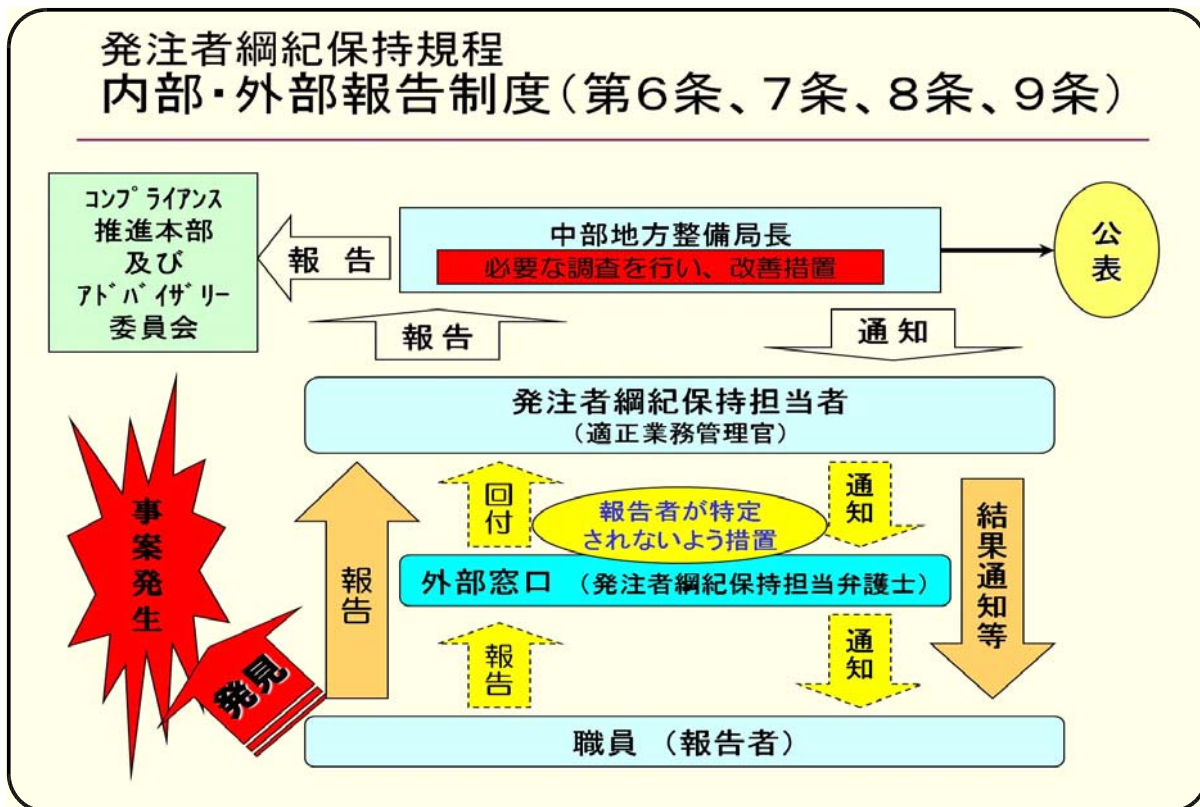 発注者綱紀保持規程
内部・外部報告制度(第6条、7条、8条、9条)
コンプライアンス
推進本部
及び
アドバイザリー
委員会
報告
中部地方整備局長
必要な調査を行い、改善措置
公表
報告
通知
発注者綱紀保持担当者
(適正業務管理官)
事案発生
発見
報告
回付
報告者が特定
されないよう措置
通知
結果通知等
外部窓口 (発注者綱紀保持担当弁護士)
報告
通知
職員 (報告者)